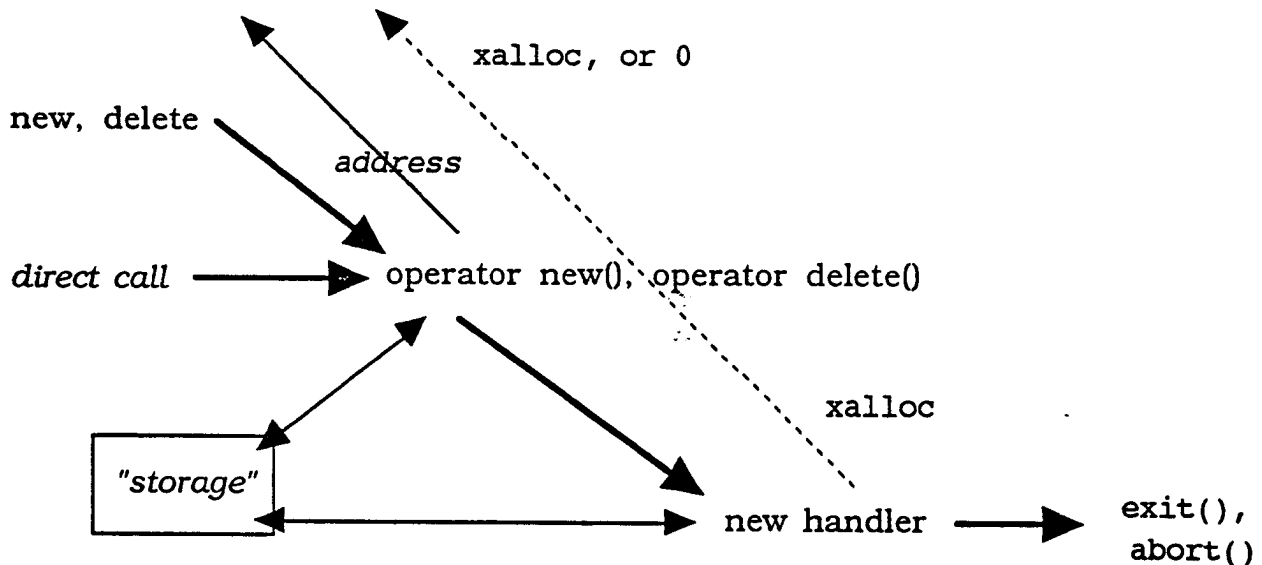 xalloc, or 0
new, delete
address
direct call
operator new(), operator delete()
xalloc
"storage"
new handler
exit(),
abort()